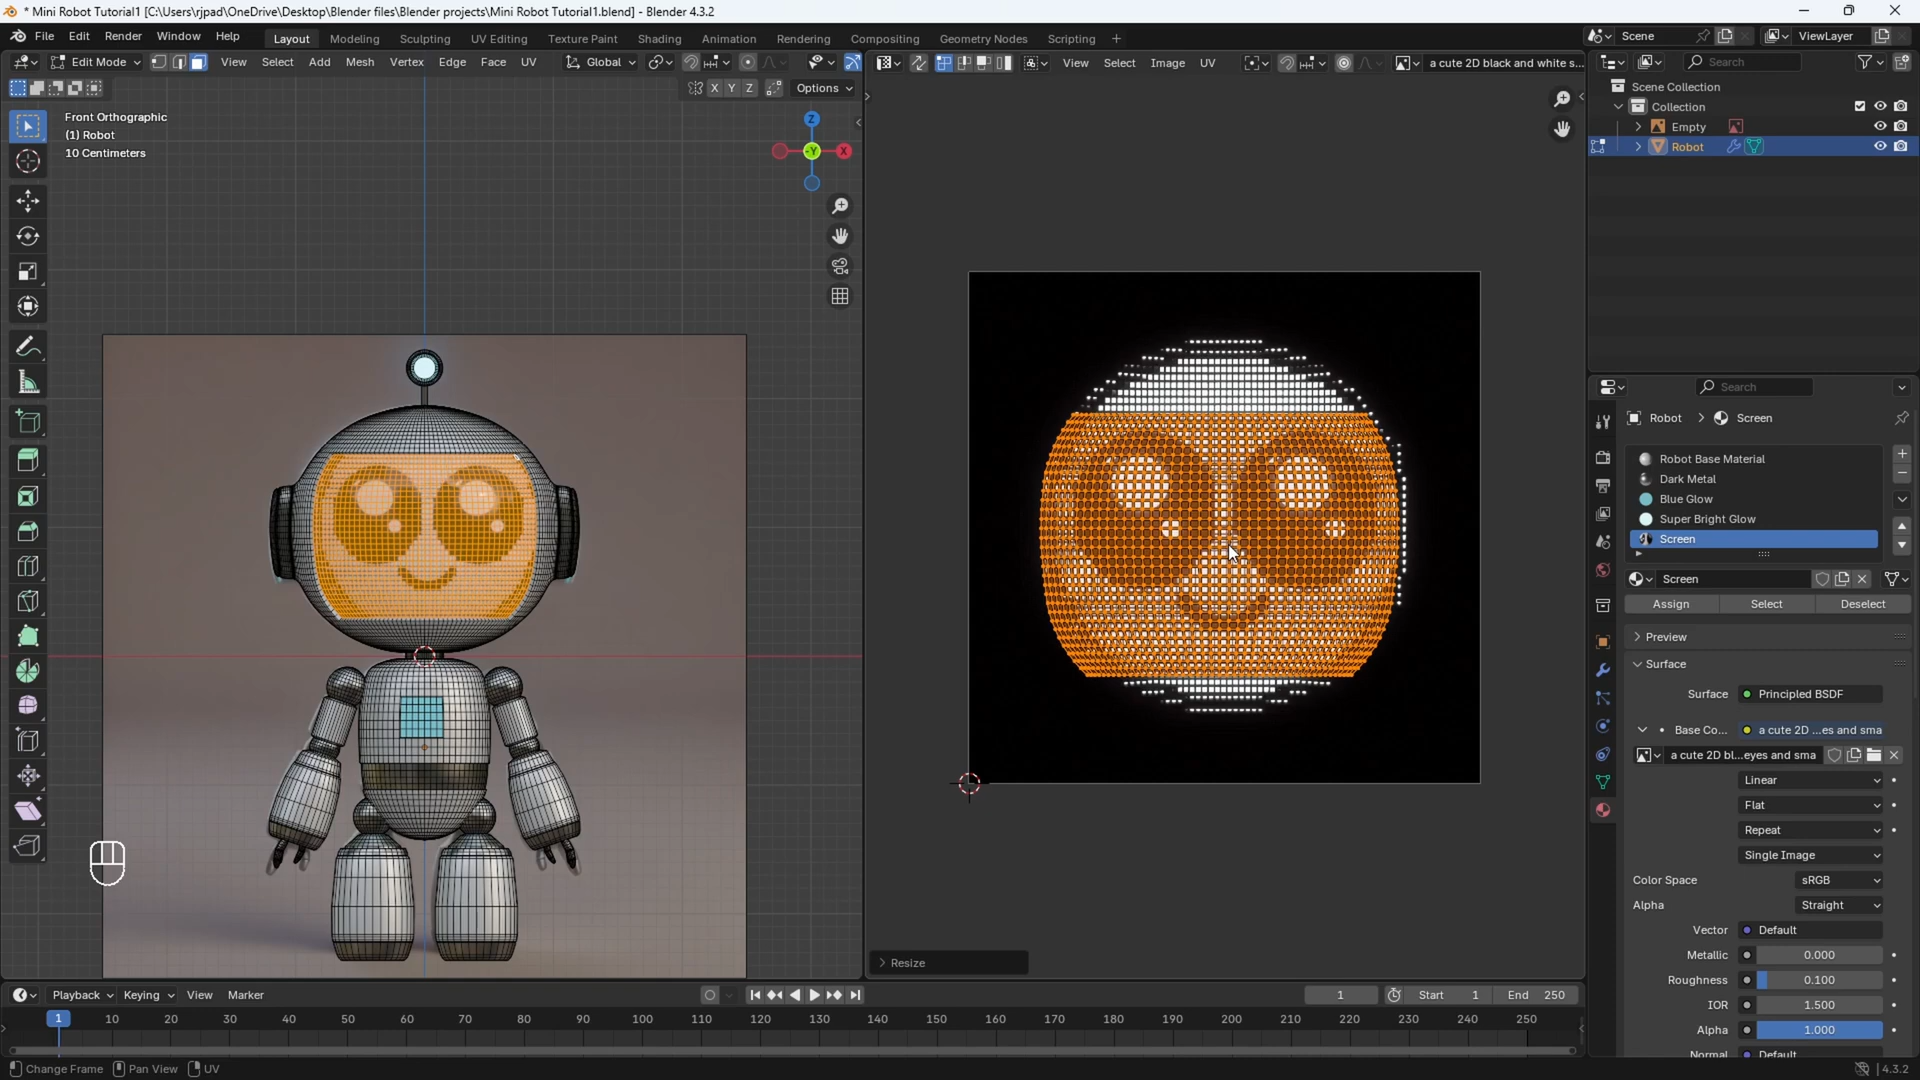 * Mini Robot Tutorial1 [C:\Users\rjpad\OneDrive\Desktop\Blender files\Blender projects\Mini Robot Tutorial1.blend] - Blender 4.3.2
File Edit Render Window Help Layout Modeling Sculpting UV Editing Texture Paint Shading Animation Rendering Compositing Geometry Nodes Scripting + Scene ViewLayer
Edit Mode View Select Add Mesh Vertex Edge Face UV Global View Select Image UV a cute 2D black and white s... Search
X Y Z Options
Scene Collection
Collection
Empty
Robot
Front Orthographic
(1) Robot
10 Centimeters
Z
-Y X
Search
Robot > Screen
Robot Base Material
Dark Metal
Blue Glow
Super Bright Glow
Screen
Screen
Assign Select Deselect
Preview
Surface
Surface Principled BSDF
Base Co... a cute 2D ...es and sma
a cute 2D bl...eyes and sma
Linear
Flat
Repeat
Single Image
Color Space sRGB
Alpha Straight
Vector Default
Metallic 0.000
Roughness 0.100
IOR 1.500
Alpha 1.000
Normal Default
Resize
Playback Keying View Marker 1 Start 1 End 250
1 10 20 30 40 50 60 70 80 90 100 110 120 130 140 150 160 170 180 190 200 210 220 230 240 250
Change Frame Pan View UV 4.3.2